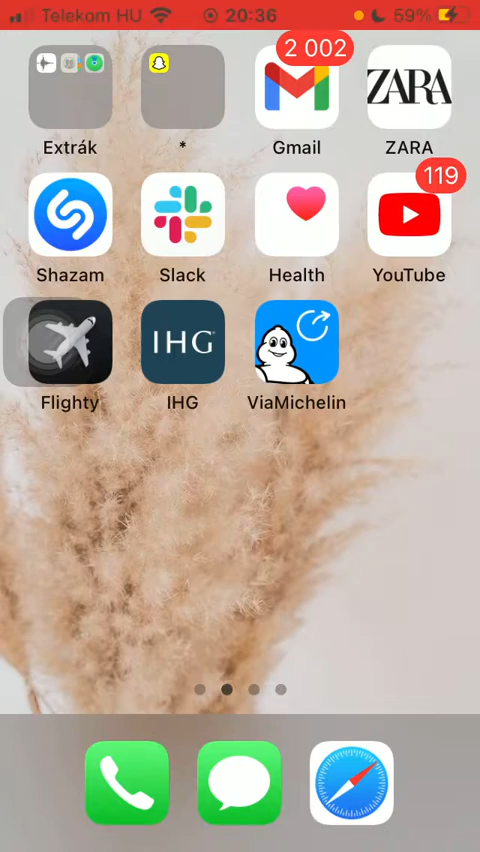 Telekom HU 20:36 59%
2 002
Extrák * Gmail ZARA
ZARA
119
Shazam Slack Health YouTube
IHG
Flighty IHG ViaMichelin